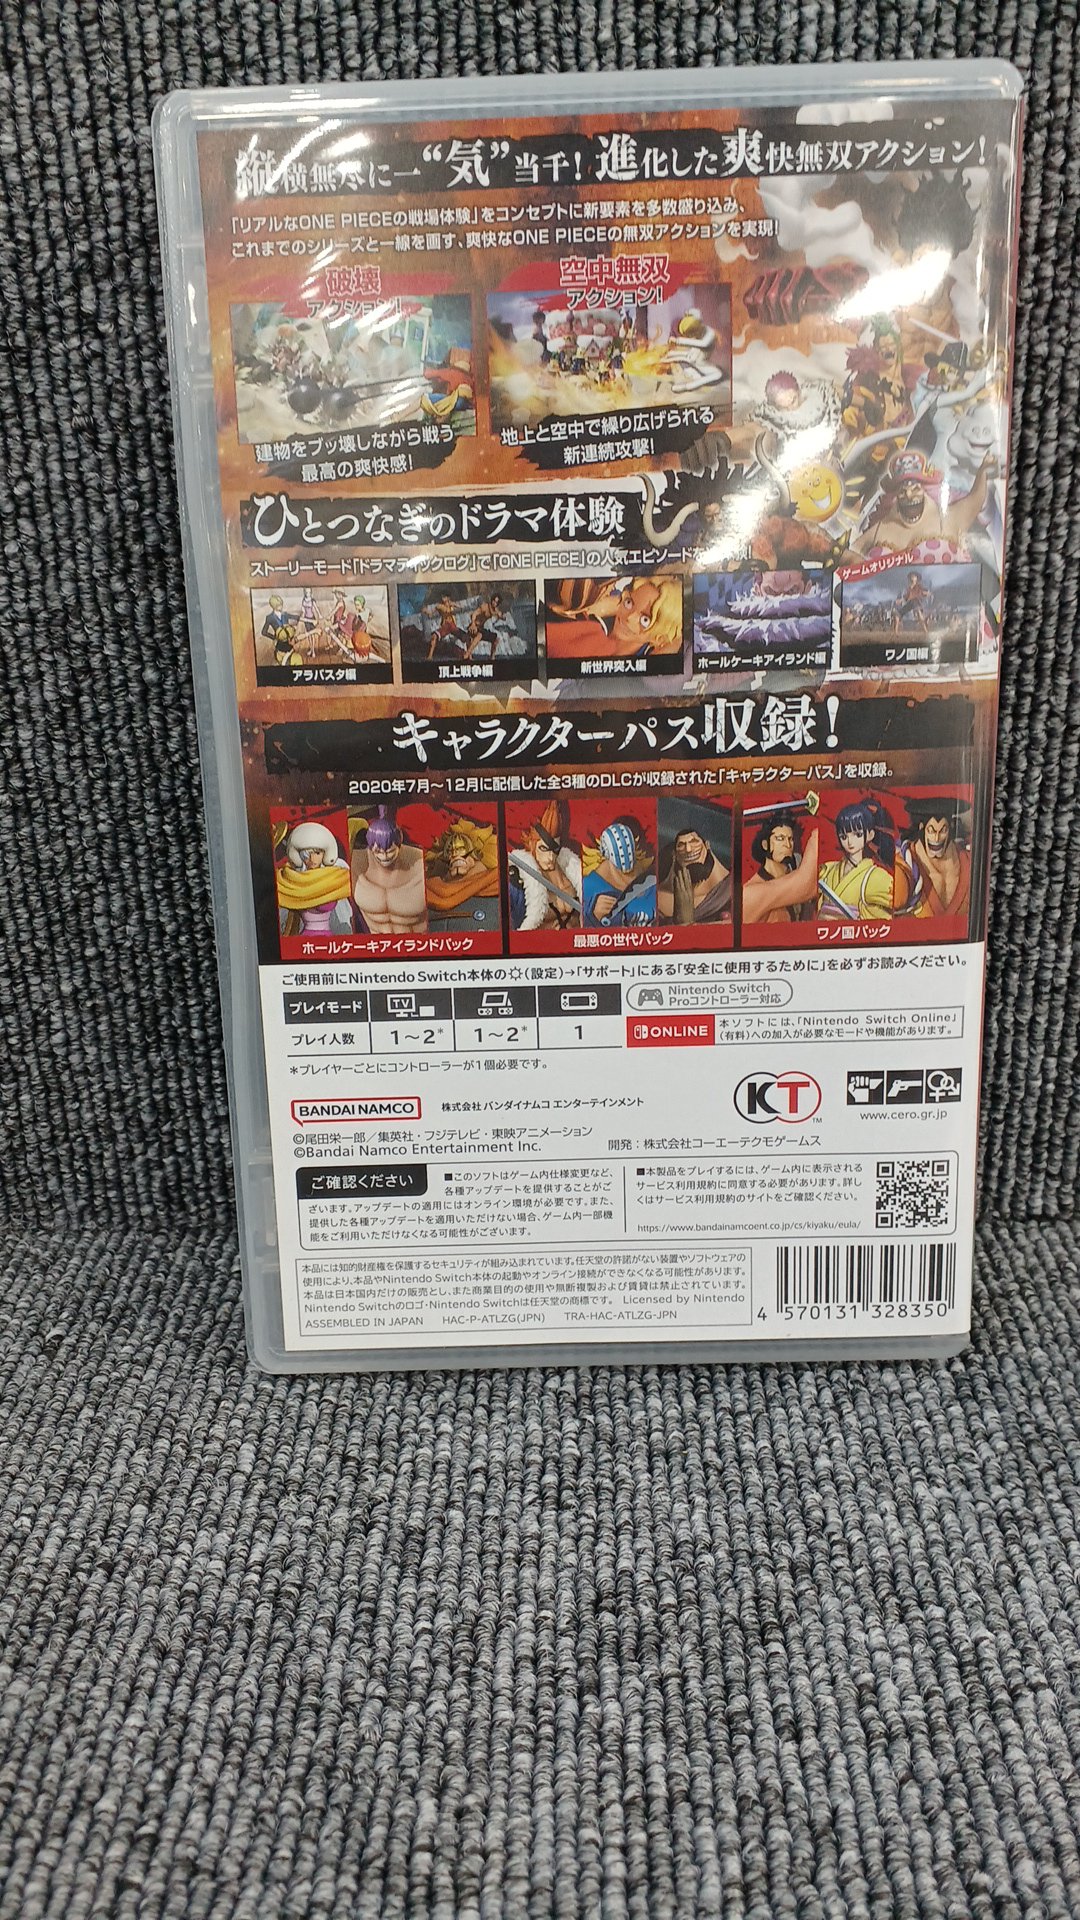 縦横無尽に一“気”当千！進化した爽快無双アクション！
「リアルなONE PIECEの戦場体験」をコンセプトに新要素を多数盛り込み、
これまでのシリーズと一線を画す、爽快なONE PIECEの無双アクションを実現！
破壊
アクション！
空中無双
アクション！
建物をブッ壊しながら戦う
最高の爽快感！
地上と空中で繰り広げられる
新連続攻撃！
ひとつなぎのドラマ体験
ストーリーモード「ドラマティックログ」で「ONE PIECE」の人気エピソードを
ゲームオリジナル
アラバスタ編
頂上戦争編
新世界突入編
ホールケーキアイランド編
ワノ国編
キャラクターパス収録！
2020年7月～12月に配信した全3種のDLCが収録された「キャラクターパス」を収録。
ホールケーキアイランドパック
最悪の世代パック
ワノ国パック
ご使用前にNintendo Switch本体の(設定)→「サポート」にある「安全に使用するために」を必ずお読みください。
プレイモード
TV
プレイ人数
1～2*
1～2*
1
Nintendo Switch
Proコントローラー対応
ONLINE
本ソフトには、「Nintendo Switch Online」
（有料）への加入が必要なモードや機能があります。
*プレイヤーごとにコントローラーが1個必要です。
BANDAI NAMCO
株式会社 バンダイナムコ エンターテインメント
KT
TM
www.cero.gr.jp
©尾田栄一郎／集英社・フジテレビ・東映アニメーション
©Bandai Namco Entertainment Inc.
開発：株式会社コーエーテクモゲームス
ご確認ください
■このソフトはゲーム内仕様変更など、
各種アップデートを提供することがご
ざいます。アップデートの適用にはオンライン環境が必要です。また、
提供した各種アップデートを適用いただけない場合、ゲーム内一部機
能をご利用いただけなくなる可能性がございます。
■本製品をプレイするには、ゲーム内に表示される
サービス利用規約に同意する必要があります。詳し
くはサービス利用規約のサイトをご確認ください。
https://www.bandainamcoent.co.jp/cs/kiyaku/eula/
本品には知的財産権を保護するセキュリティが組み込まれています。任天堂の許諾がない装置やソフトウェアの
使用により、本品やNintendo Switch本体の起動やオンライン接続ができなくなる可能性があります。
本品は日本国内だけの販売とし、また商業目的の使用や無断複製および賃貸は禁止されています。
Nintendo Switchのロゴ・Nintendo Switchは任天堂の商標です。 Licensed by Nintendo
ASSEMBLED IN JAPAN HAC-P-ATLZG(JPN) TRA-HAC-ATLZG-JPN
4 570131 328350